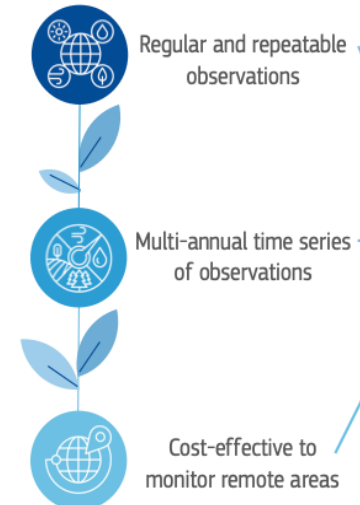 Regular and repeatable
observations
Multi-annual time series
of observations
Cost-effective to
monitor remote areas